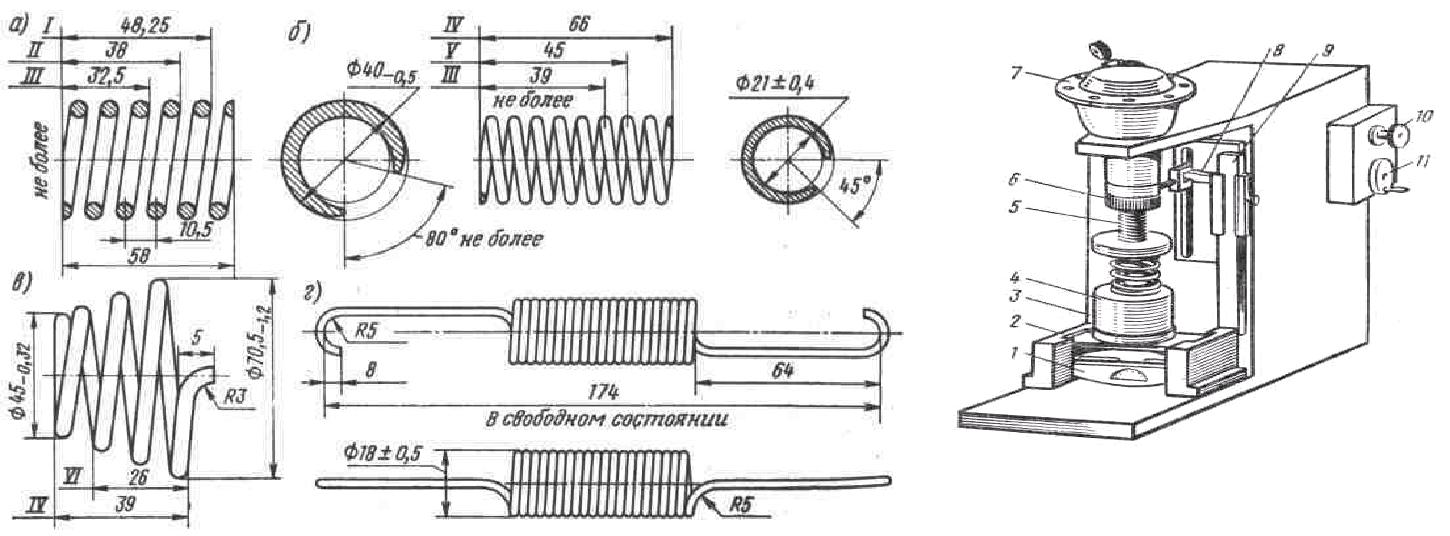 а)
I 48,25
II 38
III 32,5
не более
10,5
58
б)
Ф40-0,5
80° не более
IV 66
V 45
III 39
не более
Ф21±0,4
45°
в)
Ф45-0,32
5
Ф70,5-1,2
R3
VI 26
IV 39
г)
R5
8
64
174
в свободном состоянии
Ф18±0,5
R5
7
8
9
10
11
6
5
4
3
2
1